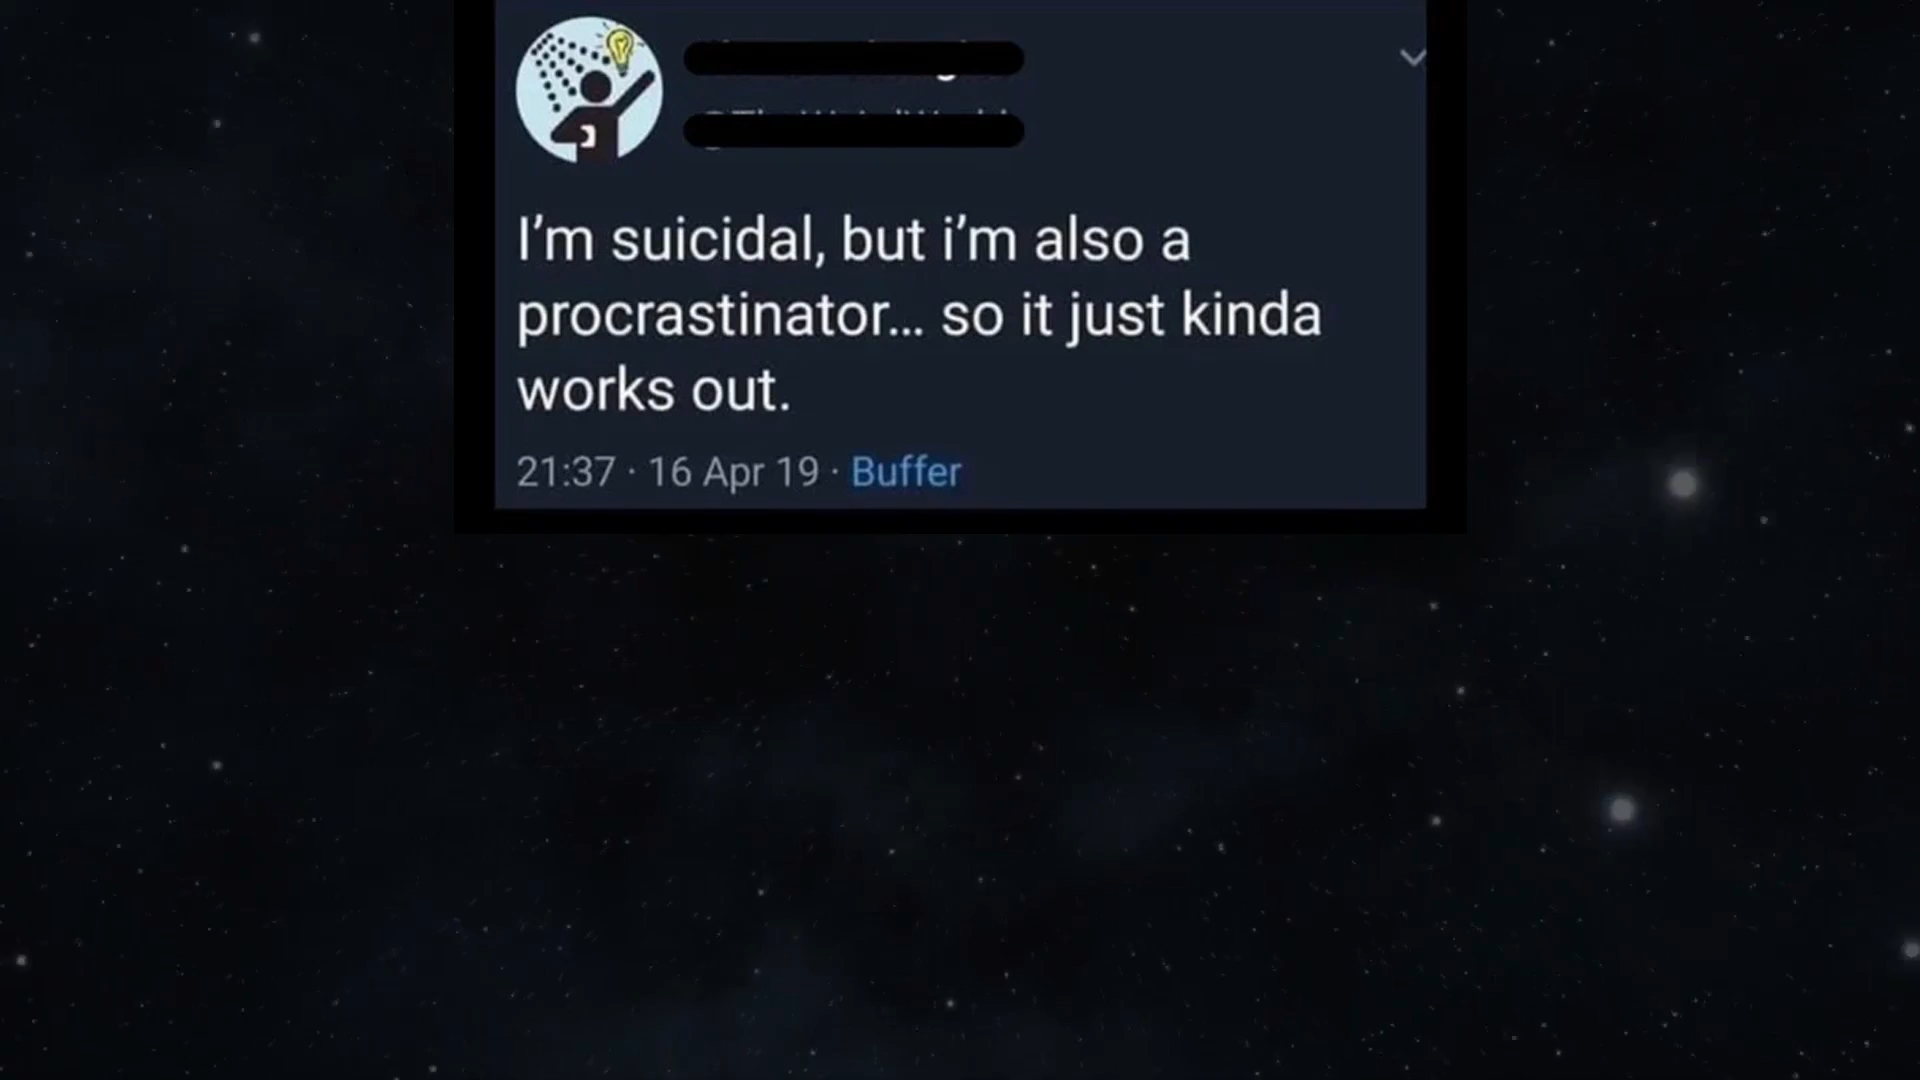 I’m suicidal, but i’m also a
procrastinator... so it just kinda
works out.
21:37 · 16 Apr 19 · Buffer